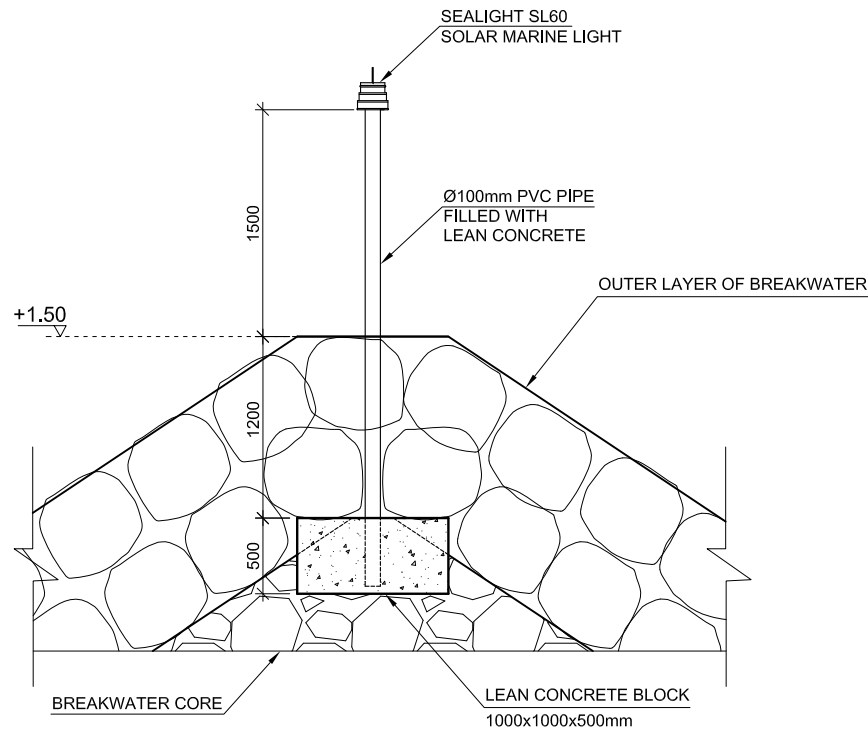 SEALIGHT SL60
SOLAR MARINE LIGHT
1500
Ø100mm PVC PIPE
FILLED WITH
LEAN CONCRETE
OUTER LAYER OF BREAKWATER
+1.50
1200
500
BREAKWATER CORE
LEAN CONCRETE BLOCK
1000x1000x500mm